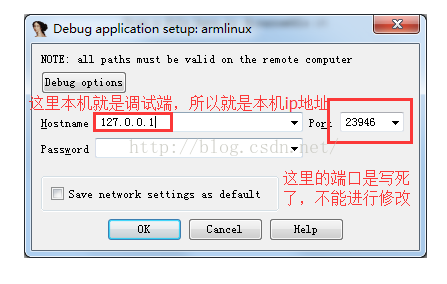 Debug application setup: armlinux
NOTE: all paths must be valid on the remote computer
Debug options
这里本机就是调试端，所以就是本机ip地址
Hostname 127.0.0.1 Port 23946
Password
http://blog.csdn.net/
Save network settings as default
这里的端口是写死
了，不能进行修改
OK Cancel Help